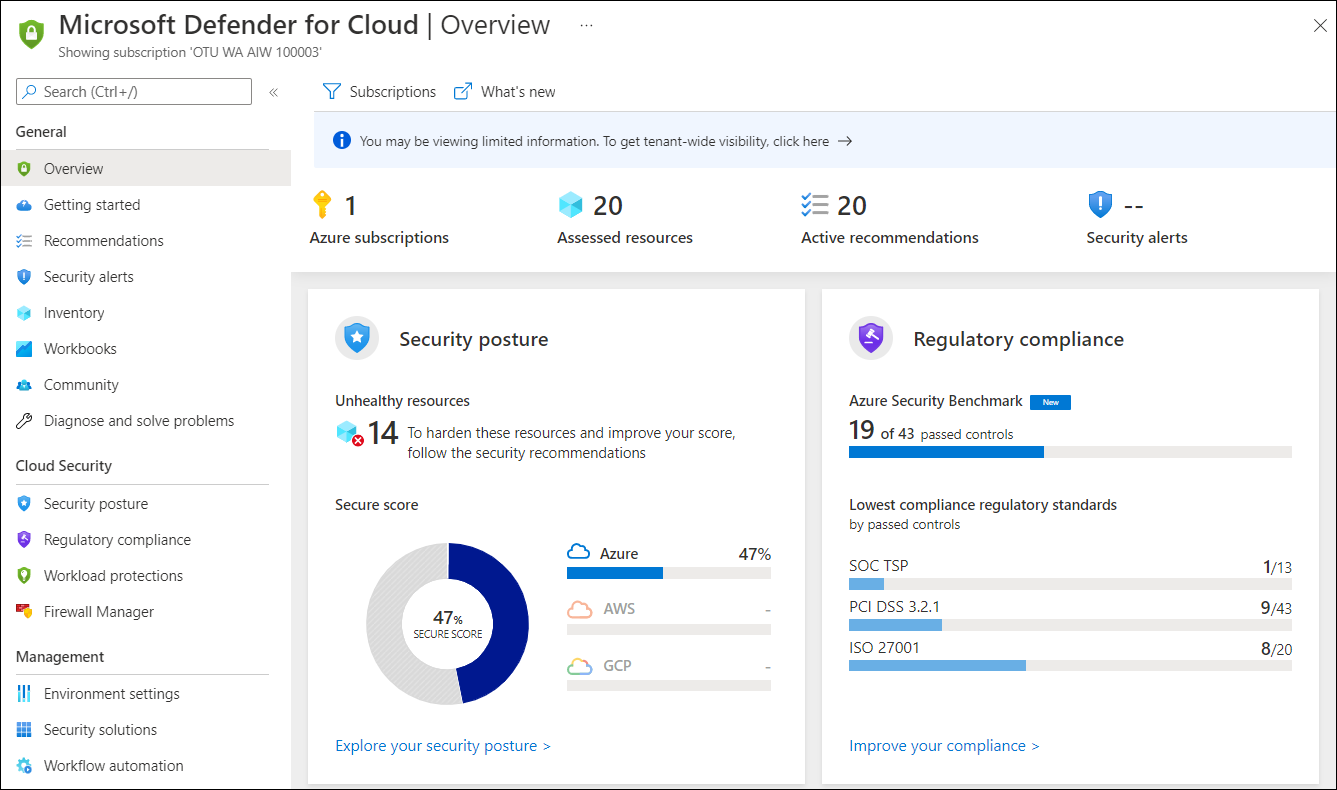 Microsoft Defender for Cloud | Overview ...
Showing subscription 'OTU WA AIW 100003'
Search (Ctrl+/)
«
General
Overview
Getting started
Recommendations
Security alerts
Inventory
Workbooks
Community
Diagnose and solve problems
Cloud Security
Security posture
Regulatory compliance
Workload protections
Firewall Manager
Management
Environment settings
Security solutions
Workflow automation
Subscriptions What's new
You may be viewing limited information. To get tenant-wide visibility, click here →
1
Azure subscriptions
20
Assessed resources
20
Active recommendations
--
Security alerts
Security posture
Unhealthy resources
14 To harden these resources and improve your score,
follow the security recommendations
Secure score
47%
SECURE SCORE
Azure 47%
AWS -
GCP -
Explore your security posture >
Regulatory compliance
Azure Security Benchmark New
19 of 43 passed controls
Lowest compliance regulatory standards
by passed controls
SOC TSP 1/13
PCI DSS 3.2.1 9/43
ISO 27001 8/20
Improve your compliance >